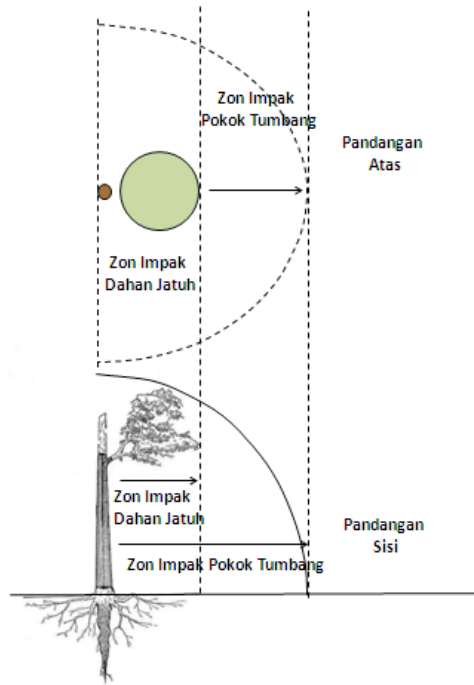 Zon Impak
Pokok Tumbang
Pandangan
Atas
Zon Impak
Dahan Jatuh
Zon Impak
Dahan Jatuh
Pandangan
Sisi
Zon Impak Pokok Tumbang